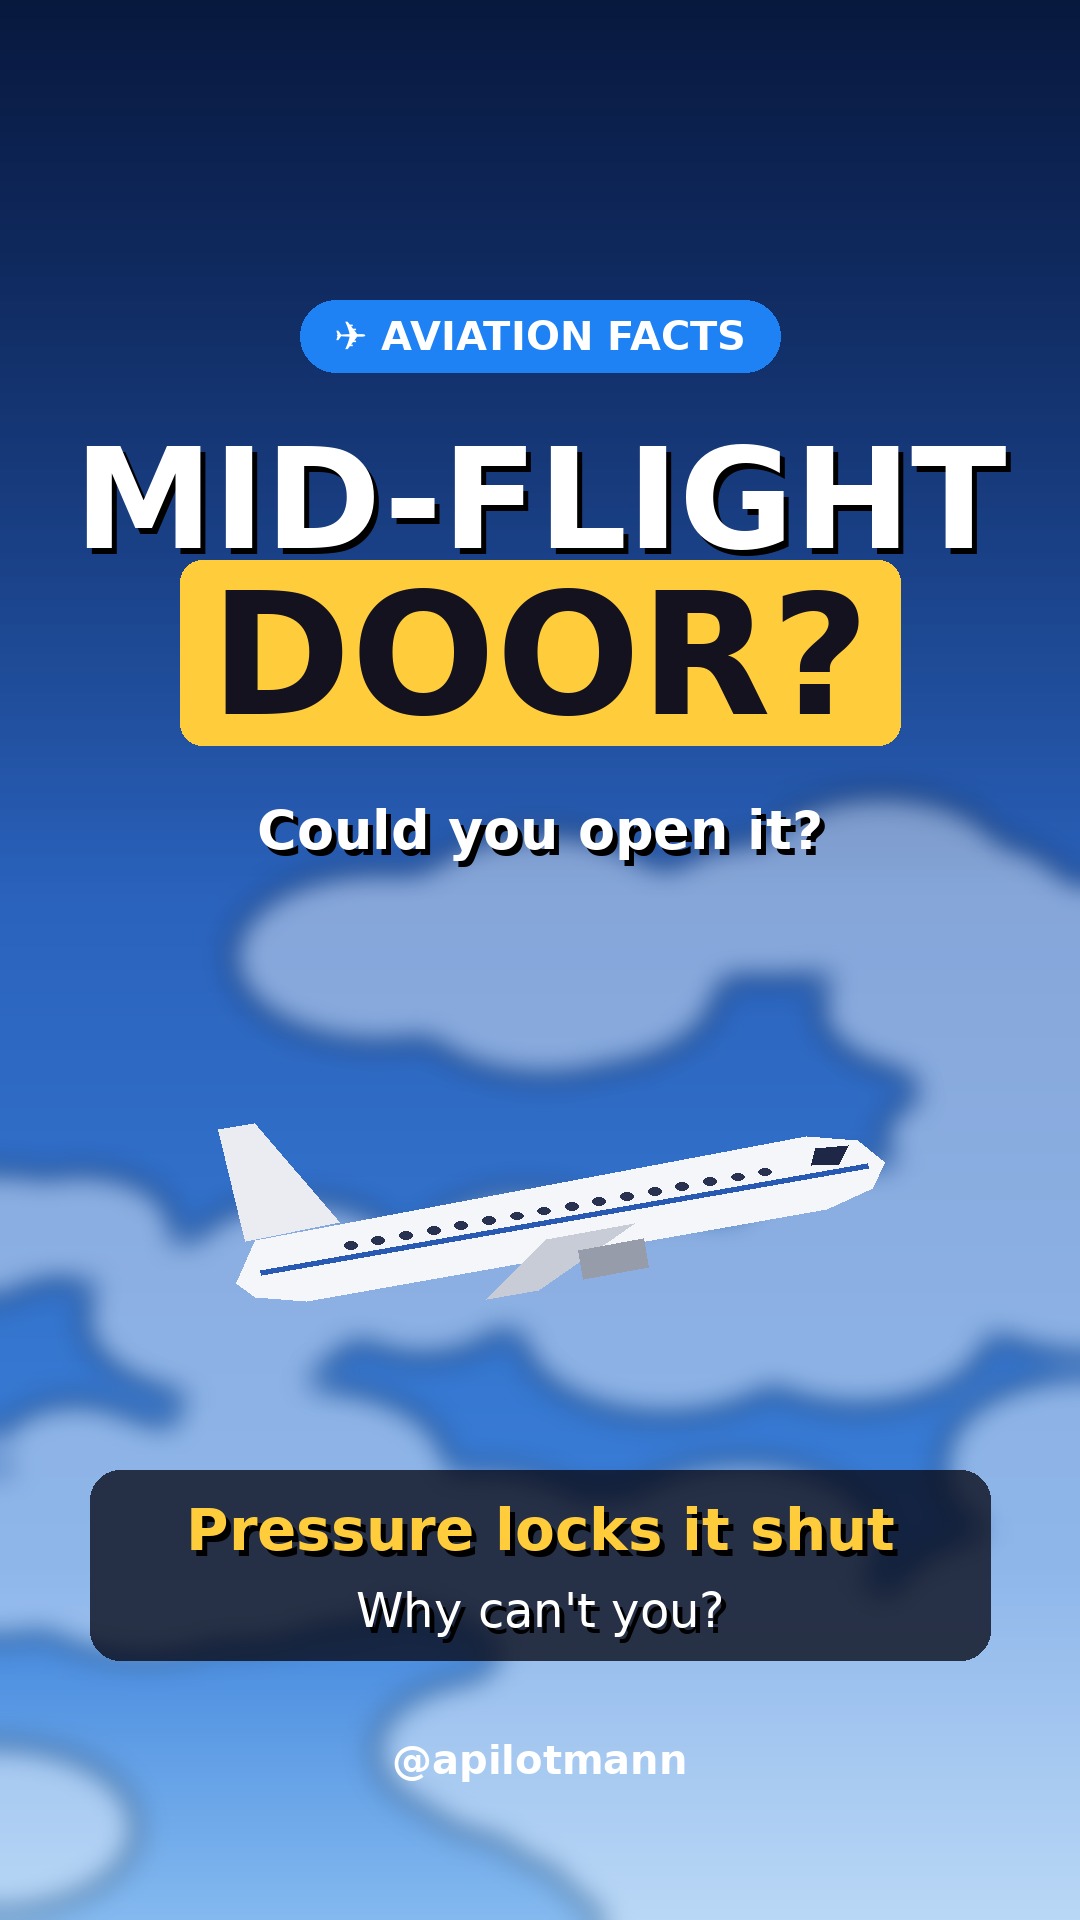 ✈ AVIATION FACTS
MID-FLIGHT
DOOR?
Could you open it?
Pressure locks it shut
Why can't you?
@apilotmann